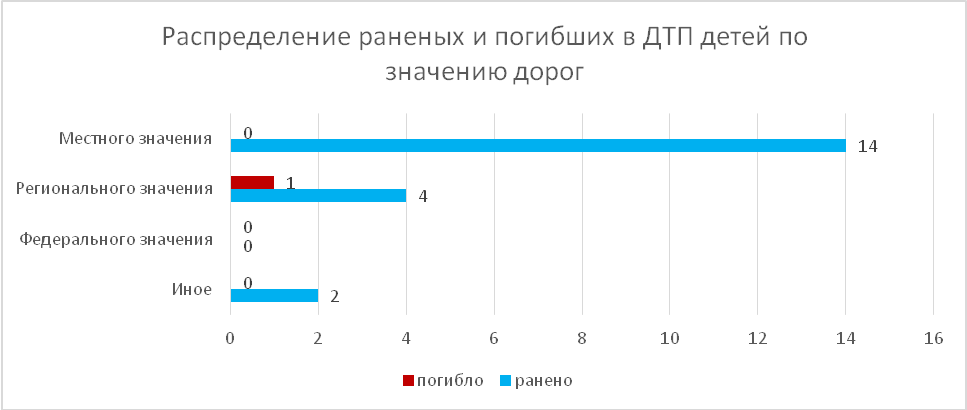 Распределение раненых и погибших в ДТП детей по
значению дорог
Местного значения
0
14
Регионального значения
1
4
Федерального значения
0
0
Иное
0
2
0 2 4 6 8 10 12 14 16
погибло ранено